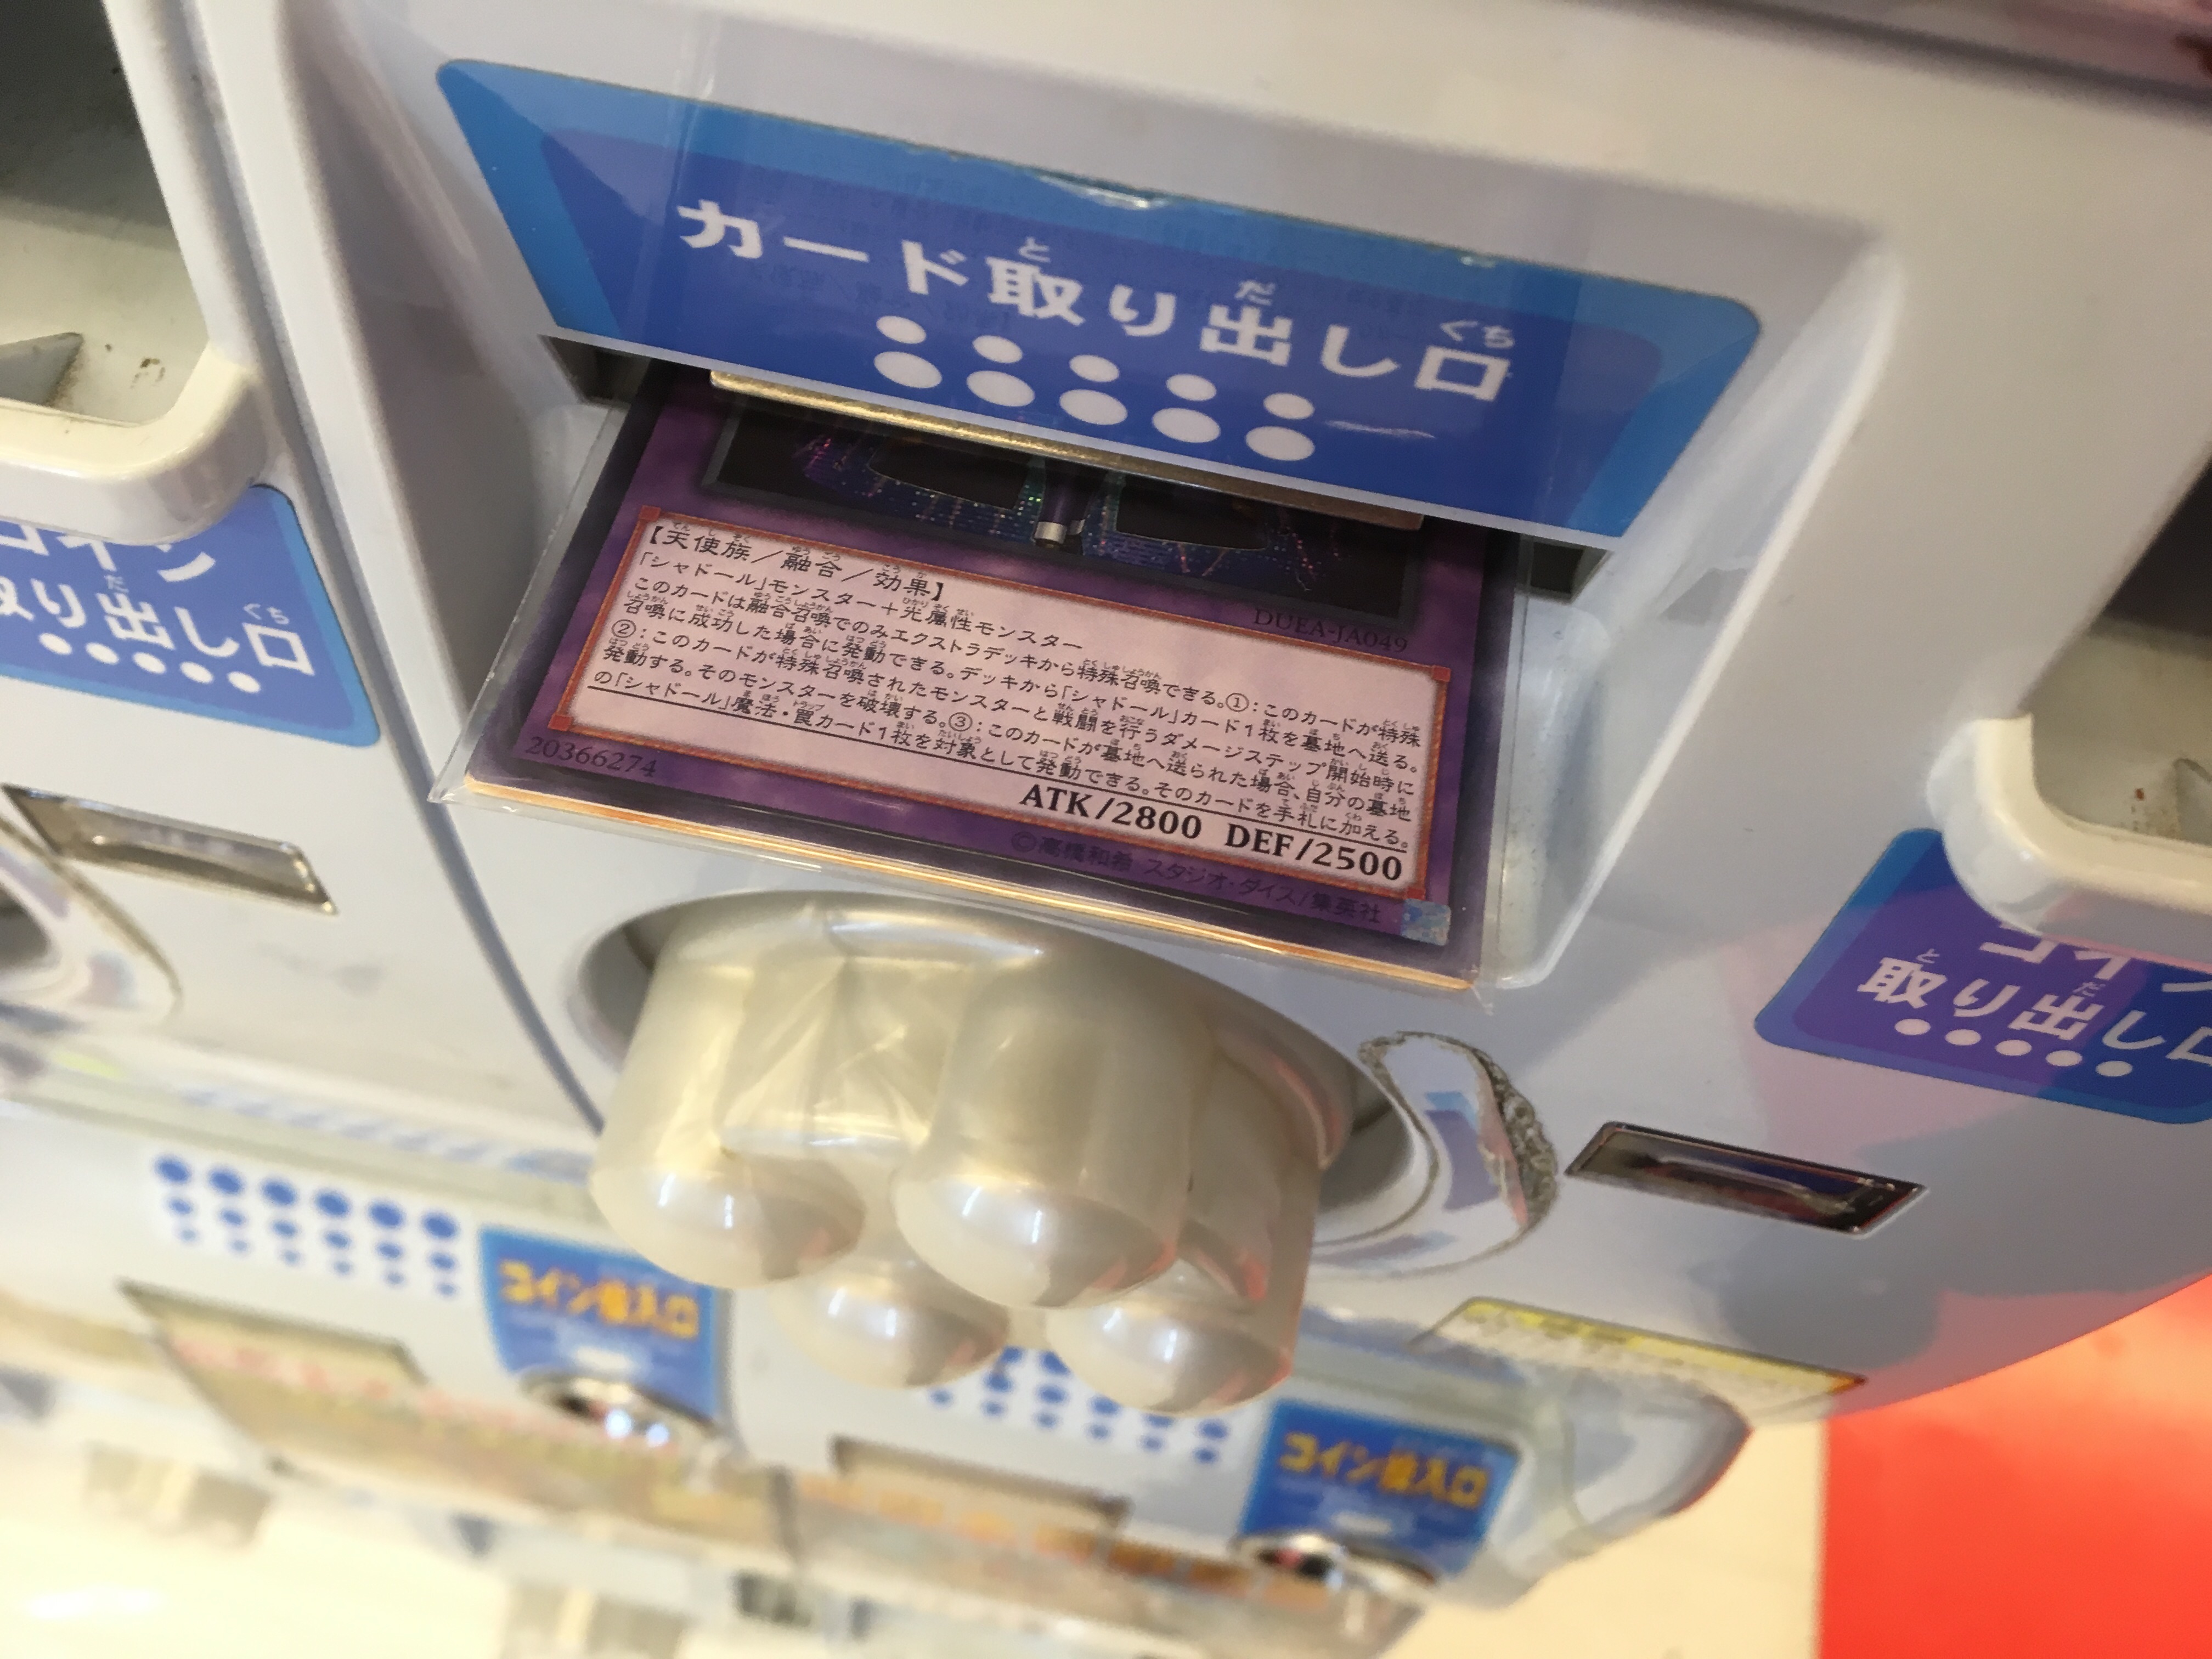 カード取り出し口
DUEA-JA049
【天使族／融合／効果】
「シャドール」モンスター＋光属性モンスター
このカードは融合召喚でのみエクストラデッキから特殊召喚できる。①：このカードが特殊
召喚に成功した場合に発動できる。デッキから「シャドール」カード１枚を墓地へ送る。
②：このカードが特殊召喚されたモンスターと戦闘を行うダメージステップ開始時に
発動する。そのモンスターを破壊する。③：このカードが墓地へ送られた場合、自分の墓地
の「シャドール」魔法・罠カード１枚を対象として発動できる。そのカードを手札に加える。
ATK/2800 DEF/2500
20366274
©高橋和希 スタジオ・ダイス/集英社
コイン
取り出し口
コイン
取り出し口
コイン投入口
コイン投入口